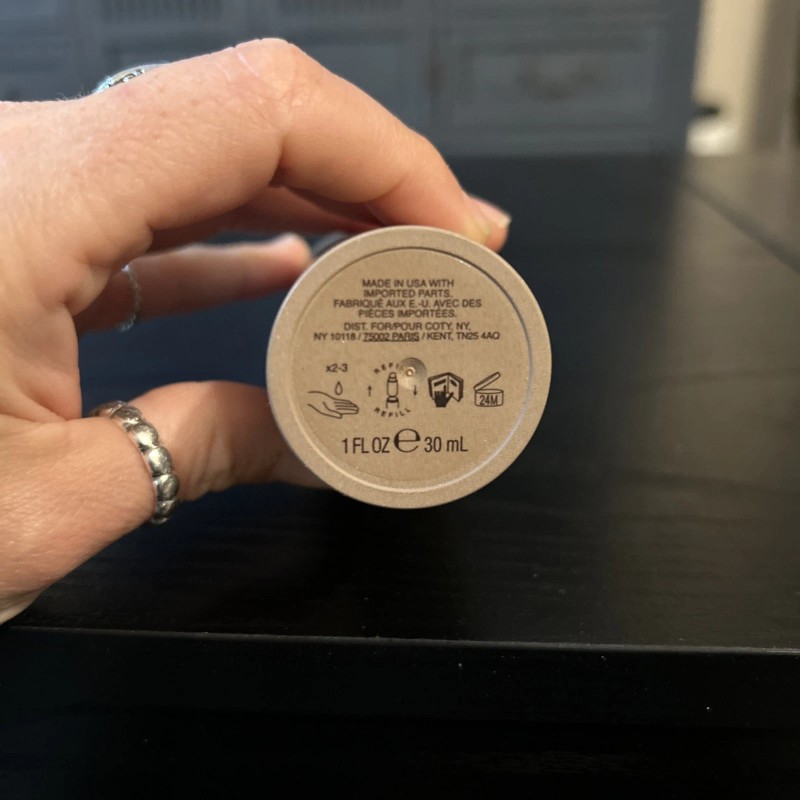 MADE IN USA WITH
IMPORTED PARTS.
FABRIQUÉ AUX E.-U. AVEC DES
PIÈCES IMPORTÉES.
DIST. FOR/POUR COTY, NY,
NY 10118 / 75002 PARIS / KENT, TN25 4AQ
x2-3
REFILL
REFILL
24M
1 FL OZ ℮ 30 mL